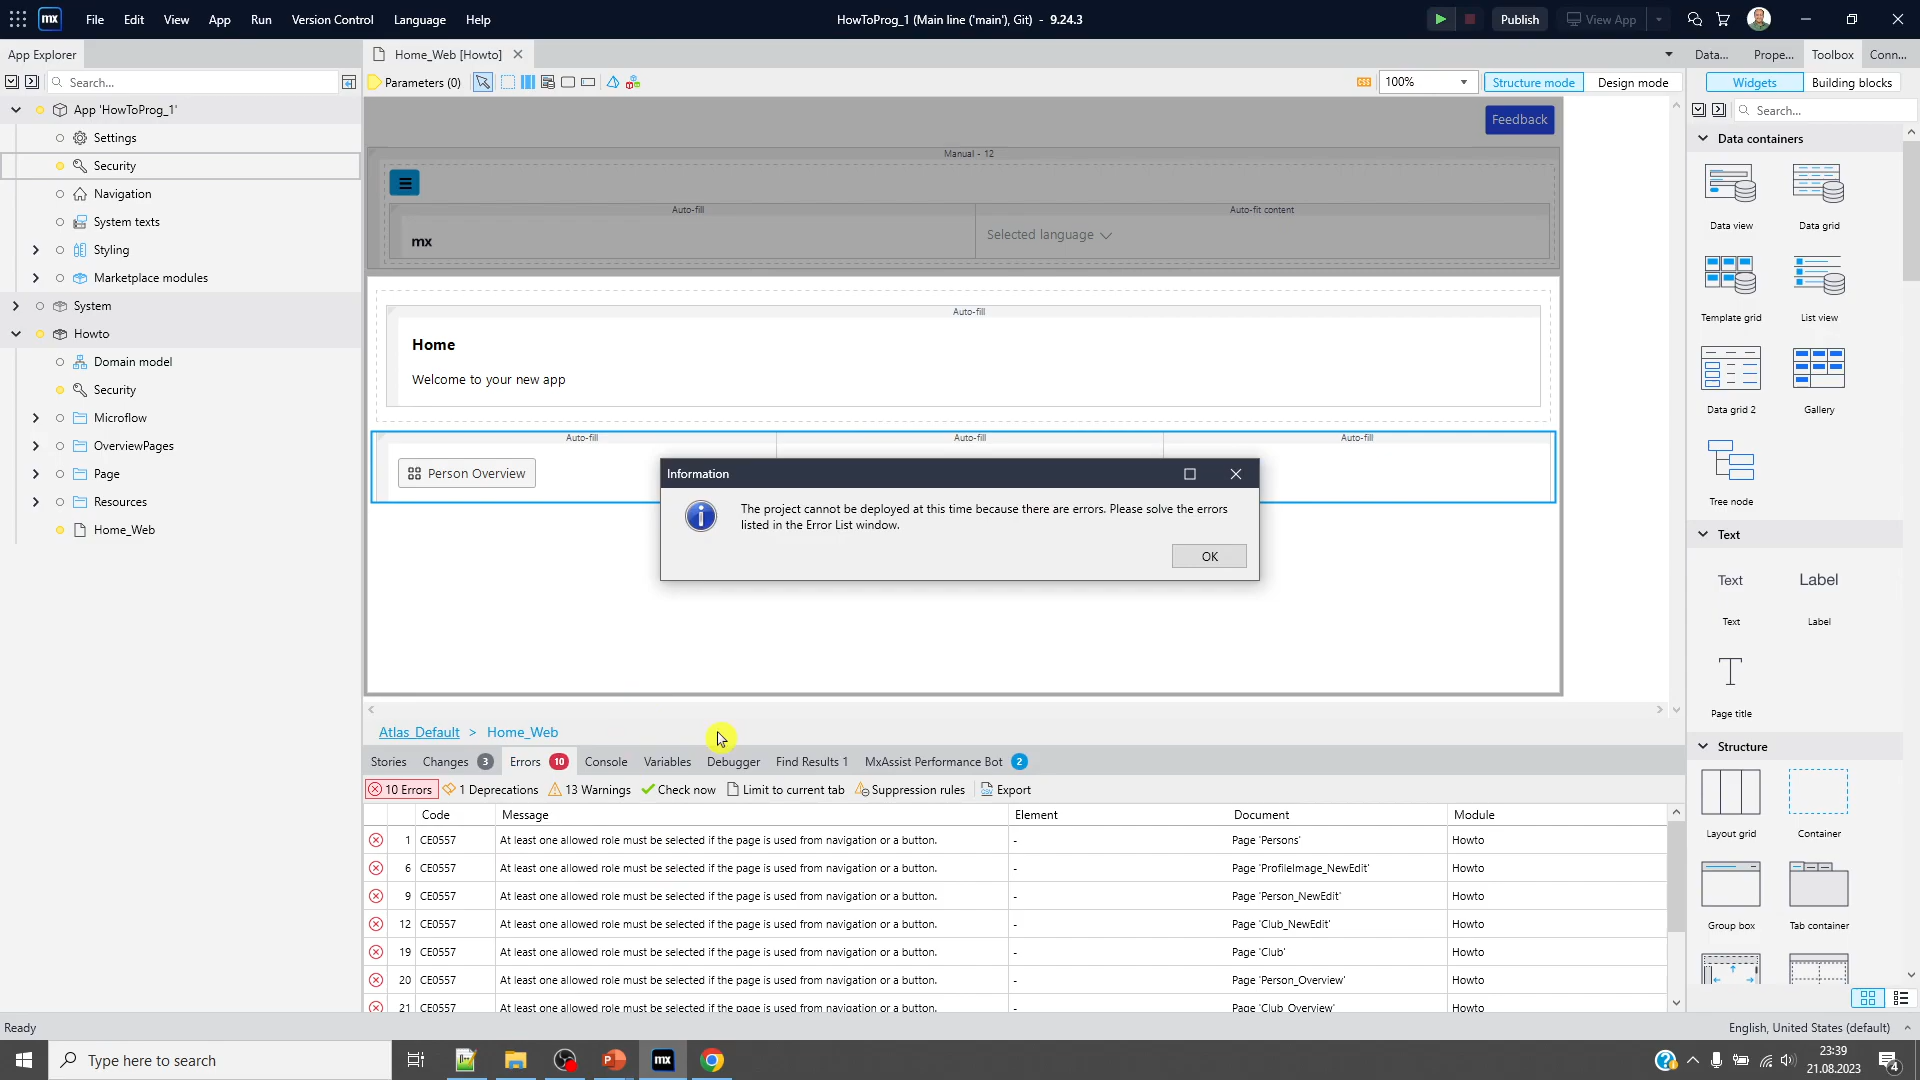 mx File Edit View App Run Version Control Language Help
HowToProg_1 (Main line ('main'), Git) - 9.24.3
Publish View App
App Explorer
Search...
App 'HowToProg_1'
Settings
Security
Navigation
System texts
Styling
Marketplace modules
System
Howto
Domain model
Security
Microflow
OverviewPages
Page
Resources
Home_Web
Home_Web [Howto]
Parameters (0)
CSS 100% Structure mode Design mode
Feedback
Manual - 12
Auto-fill Auto-fit content
mx Selected language
Auto-fill
Home
Welcome to your new app
Auto-fill Auto-fill Auto-fill
Person Overview
Information
The project cannot be deployed at this time because there are errors. Please solve the errors
listed in the Error List window.
OK
Atlas_Default > Home_Web
Stories Changes 3 Errors 10 Console Variables Debugger Find Results 1 MxAssist Performance Bot 2
10 Errors 1 Deprecations 13 Warnings Check now Limit to current tab Suppression rules Export
Code Message Element Document Module
1 CE0557 At least one allowed role must be selected if the page is used from navigation or a button. - Page 'Persons' Howto
6 CE0557 At least one allowed role must be selected if the page is used from navigation or a button. - Page 'ProfileImage_NewEdit' Howto
9 CE0557 At least one allowed role must be selected if the page is used from navigation or a button. - Page 'Person_NewEdit' Howto
12 CE0557 At least one allowed role must be selected if the page is used from navigation or a button. - Page 'Club_NewEdit' Howto
19 CE0557 At least one allowed role must be selected if the page is used from navigation or a button. - Page 'Club' Howto
20 CE0557 At least one allowed role must be selected if the page is used from navigation or a button. - Page 'Person_Overview' Howto
21 CE0557 At least one allowed role must be selected if the page is used from navigation or a button. - Page 'Club_Overview' Howto
Data... Prope... Toolbox Conn...
Widgets Building blocks
Search...
Data containers
Data view Data grid
Template grid List view
Data grid 2 Gallery
Tree node
Text
Text Label
Text Label
T
Page title
Structure
Layout grid Container
Group box Tab container
Ready English, United States (default)
Type here to search
mx
23:39
21.08.2023
4